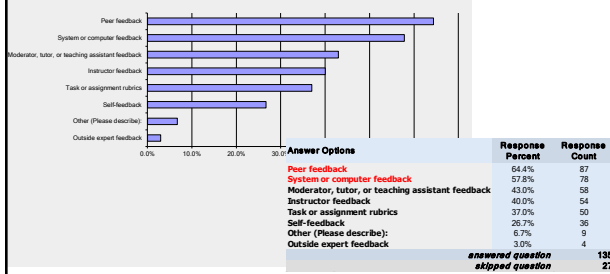 Peer feedback
System or computer feedback
Moderator, tutor, or teaching assistant feedback
Instructor feedback
Task or assignment rubrics
Self-feedback
Other (Please describe):
Outside expert feedback
0.0% 10.0% 20.0% 30.0%
Answer Options Response Percent Response Count
Peer feedback 64.4% 87
System or computer feedback 57.8% 78
Moderator, tutor, or teaching assistant feedback 43.0% 58
Instructor feedback 40.0% 54
Task or assignment rubrics 37.0% 50
Self-feedback 26.7% 36
Other (Please describe): 6.7% 9
Outside expert feedback 3.0% 4
answered question 135
skipped question 27